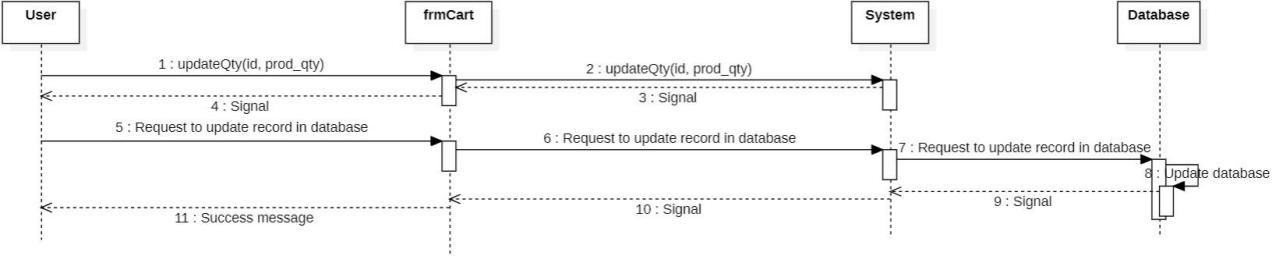 User
frmCart
System
Database
1 : updateQty(id, prod_qty)
2 : updateQty(id, prod_qty)
3 : Signal
4 : Signal
5 : Request to update record in database
6 : Request to update record in database
7 : Request to update record in database
8 : Update database
9 : Signal
10 : Signal
11 : Success message